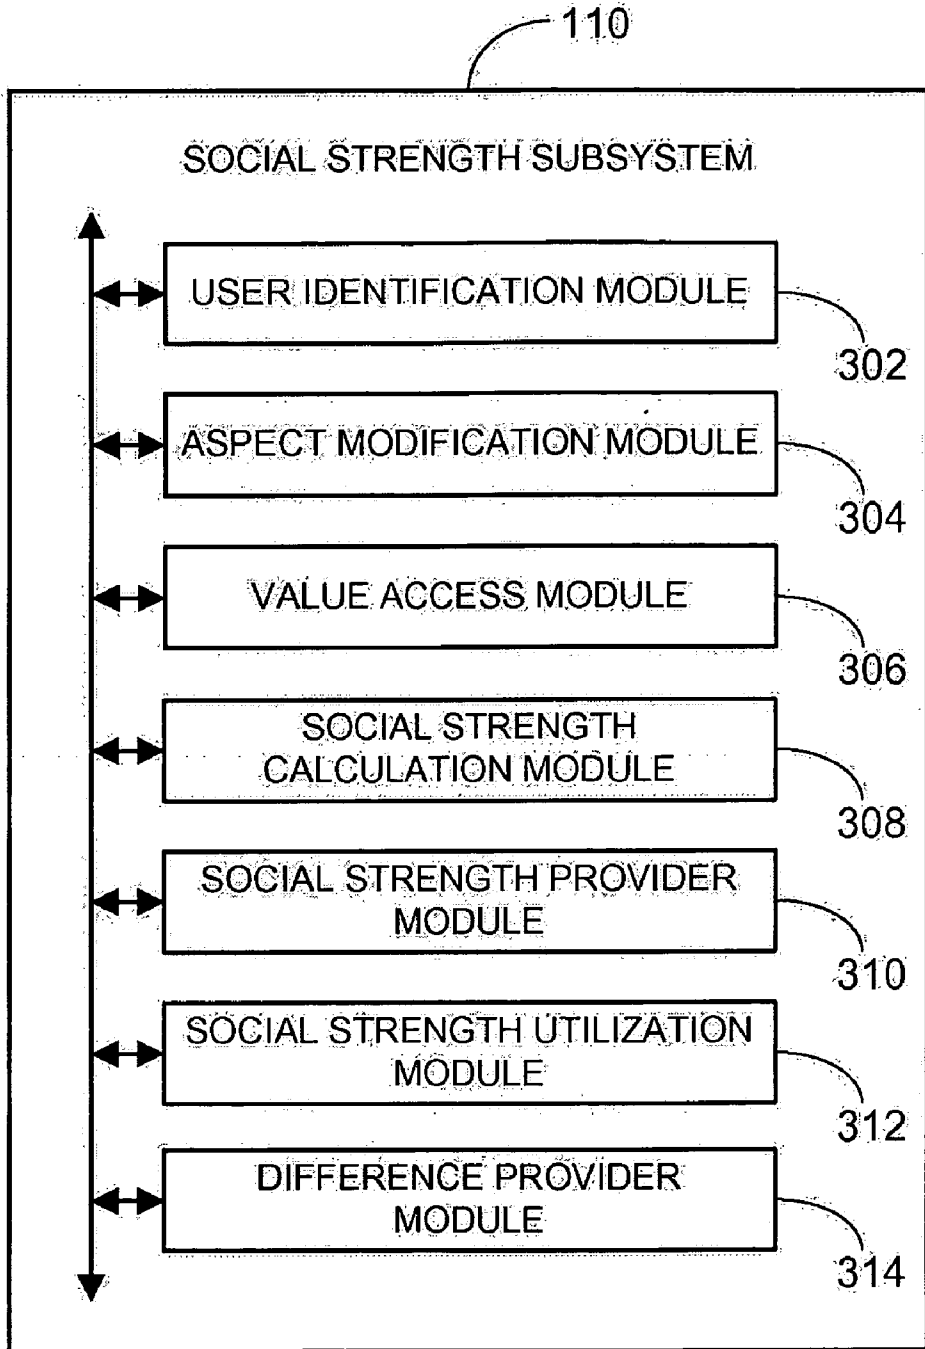 110
SOCIAL STRENGTH SUBSYSTEM
USER IDENTIFICATION MODULE
302
ASPECT MODIFICATION MODULE
304
VALUE ACCESS MODULE
306
SOCIAL STRENGTH
CALCULATION MODULE
308
SOCIAL STRENGTH PROVIDER
MODULE
310
SOCIAL STRENGTH UTILIZATION
MODULE
312
DIFFERENCE PROVIDER
MODULE
314